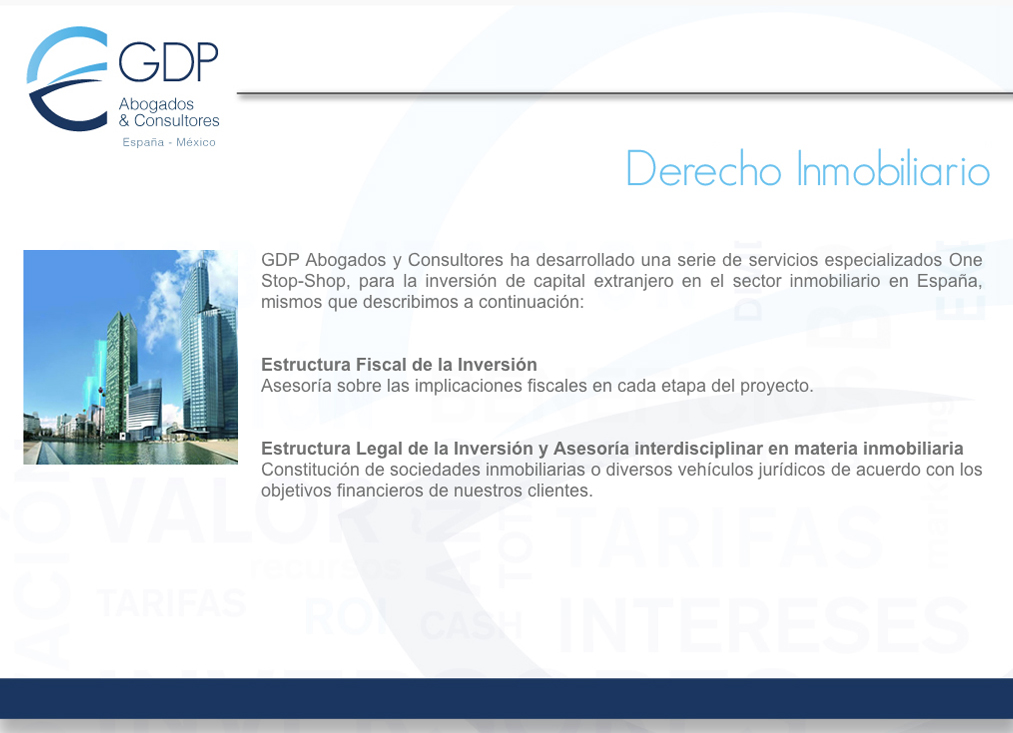 GDP
Abogados
& Consultores
España - México
Derecho Inmobiliario
GDP Abogados y Consultores ha desarrollado una serie de servicios especializados One
Stop-Shop, para la inversión de capital extranjero en el sector inmobiliario en España,
mismos que describimos a continuación:
Estructura Fiscal de la Inversión
Asesoría sobre las implicaciones fiscales en cada etapa del proyecto.
Estructura Legal de la Inversión y Asesoría interdisciplinar en materia inmobiliaria
Constitución de sociedades inmobiliarias o diversos vehículos jurídicos de acuerdo con los
objetivos financieros de nuestros clientes.
VALOR
TARIFAS
recursos
TARIFAS
ROI
CASH
INTERESES
marketing